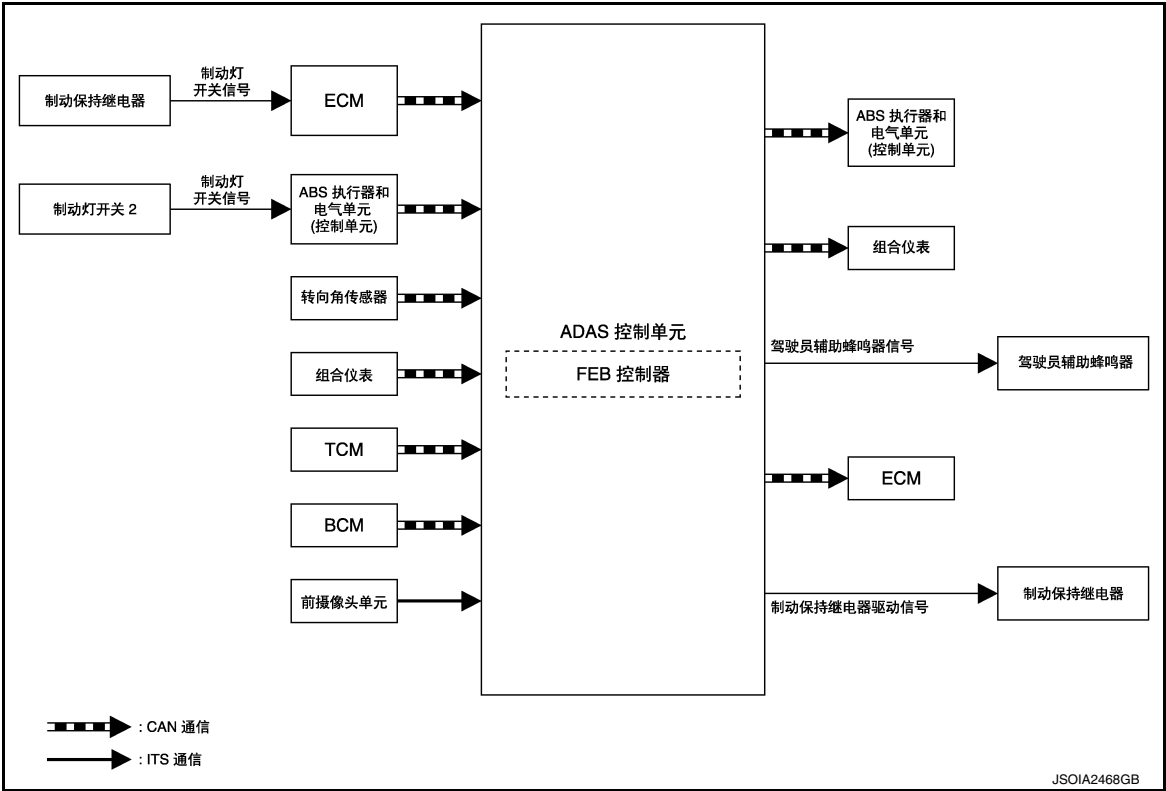 制动保持继电器
制动灯
开关信号
ECM
制动灯开关 2
制动灯
开关信号
ABS 执行器和
电气单元
(控制单元)
转向角传感器
组合仪表
TCM
BCM
前摄像头单元
ADAS 控制单元
FEB 控制器
ABS 执行器和
电气单元
(控制单元)
组合仪表
驾驶员辅助蜂鸣器信号
驾驶员辅助蜂鸣器
ECM
制动保持继电器驱动信号
制动保持继电器
: CAN 通信
: ITS 通信
JSOIA2468GB